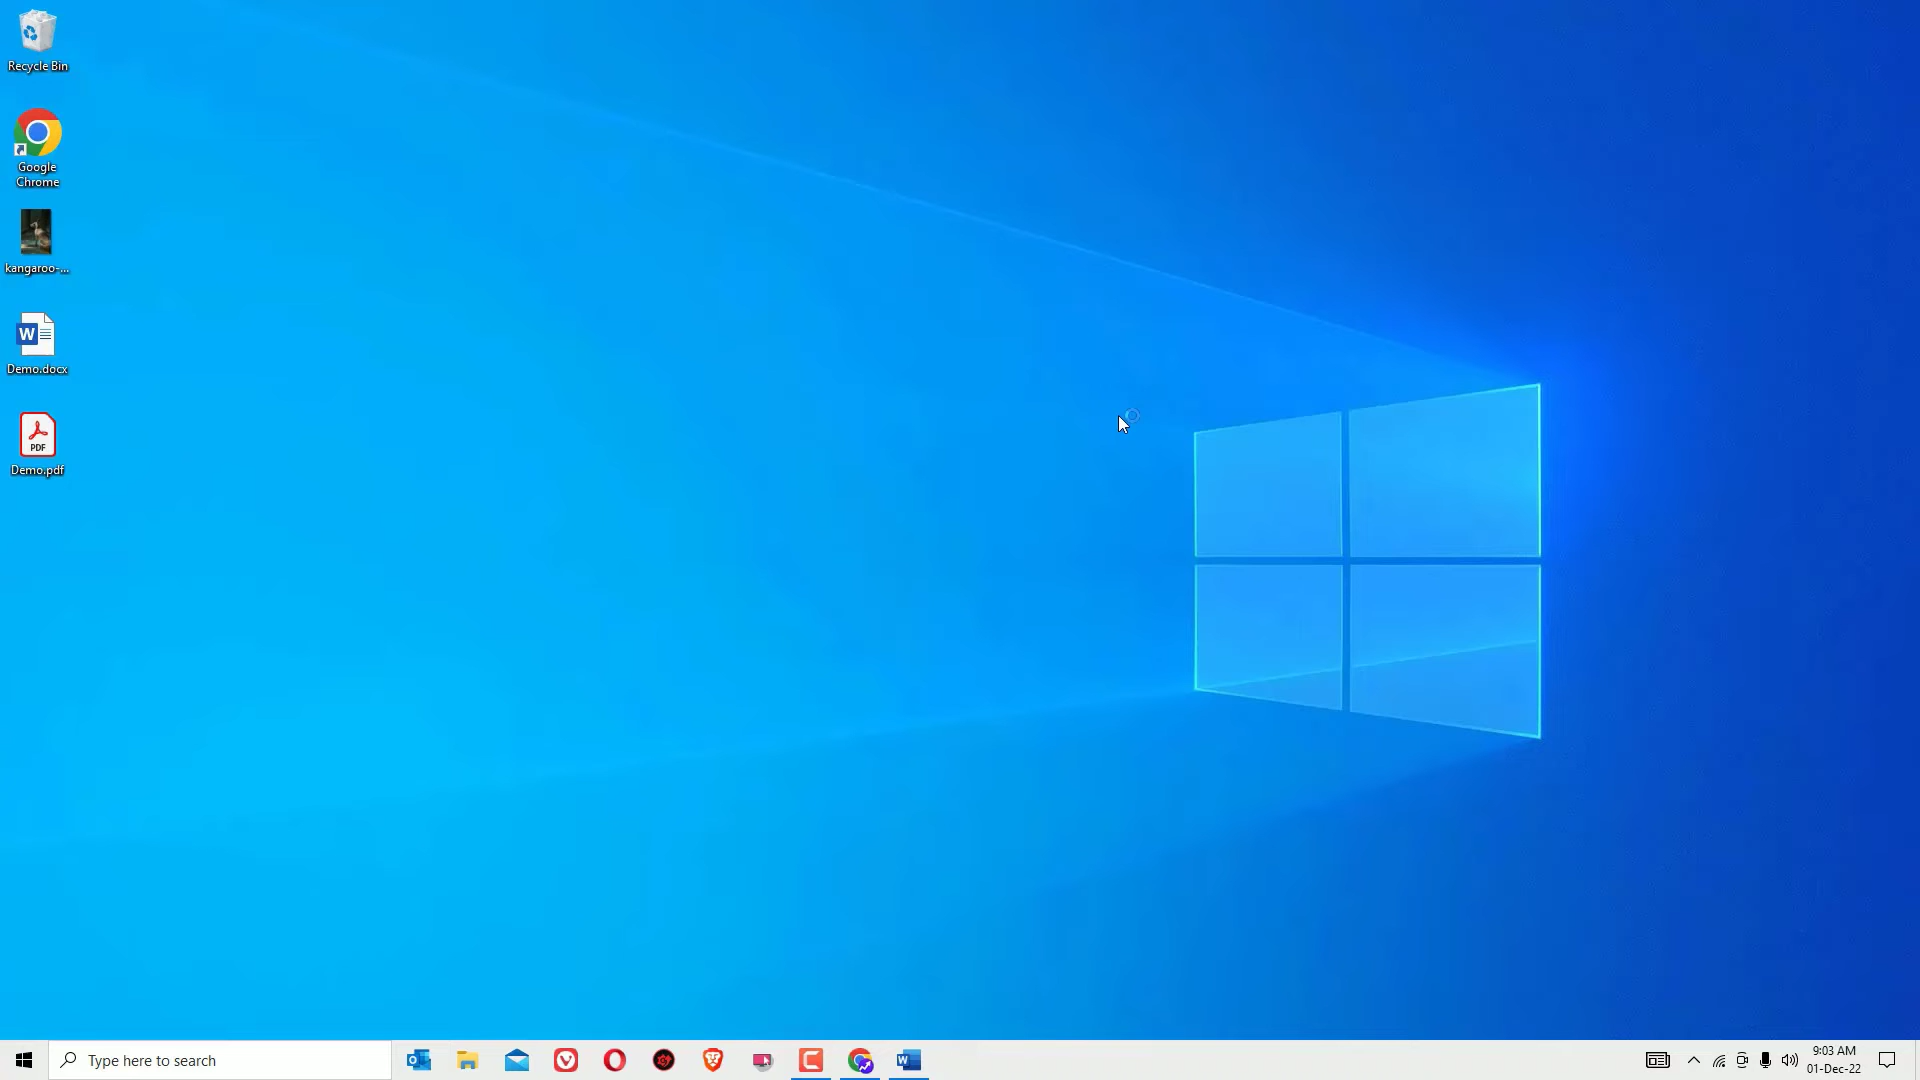 Recycle Bin
Google
Chrome
kangaroo-...
W
Demo.docx
PDF
Demo.pdf
Type here to search
O
W
9:03 AM
01-Dec-22